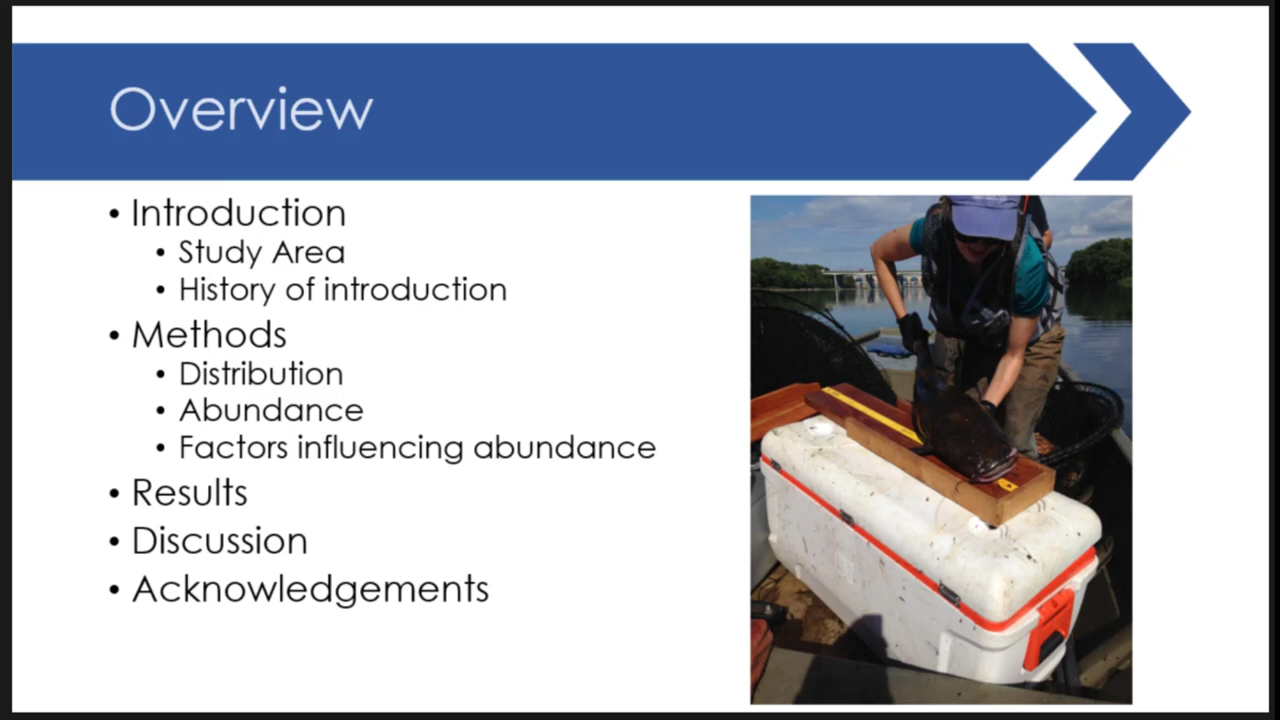 Overview
• Introduction
• Study Area
• History of introduction
• Methods
• Distribution
• Abundance
• Factors influencing abundance
• Results
• Discussion
• Acknowledgements